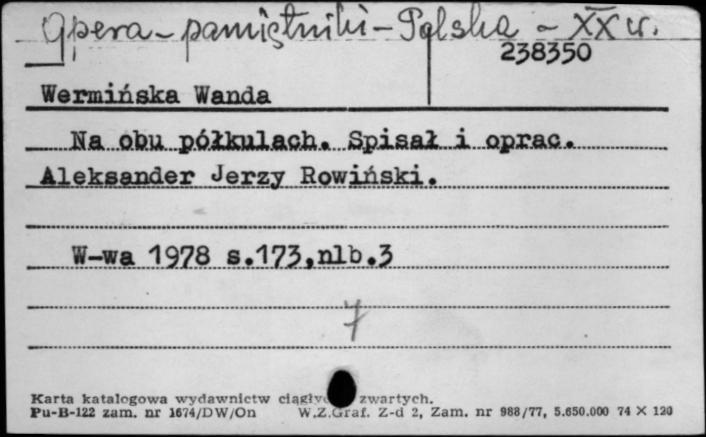 Opera - pamiętniki - Polska - XX w.
238350
Wermińska Wanda
Na obu półkulach. Spisał i oprac.
Aleksander Jerzy Rowiński.
W-wa 1978 s.173,nlb.3
7
Karta katalogowa wydawnictw zwartych.
Pu-B-122 zam. nr 1674/DW/On W.Z.Graf. Z-d 2, Zam. nr 988/77, 5.650.000 74 X 120